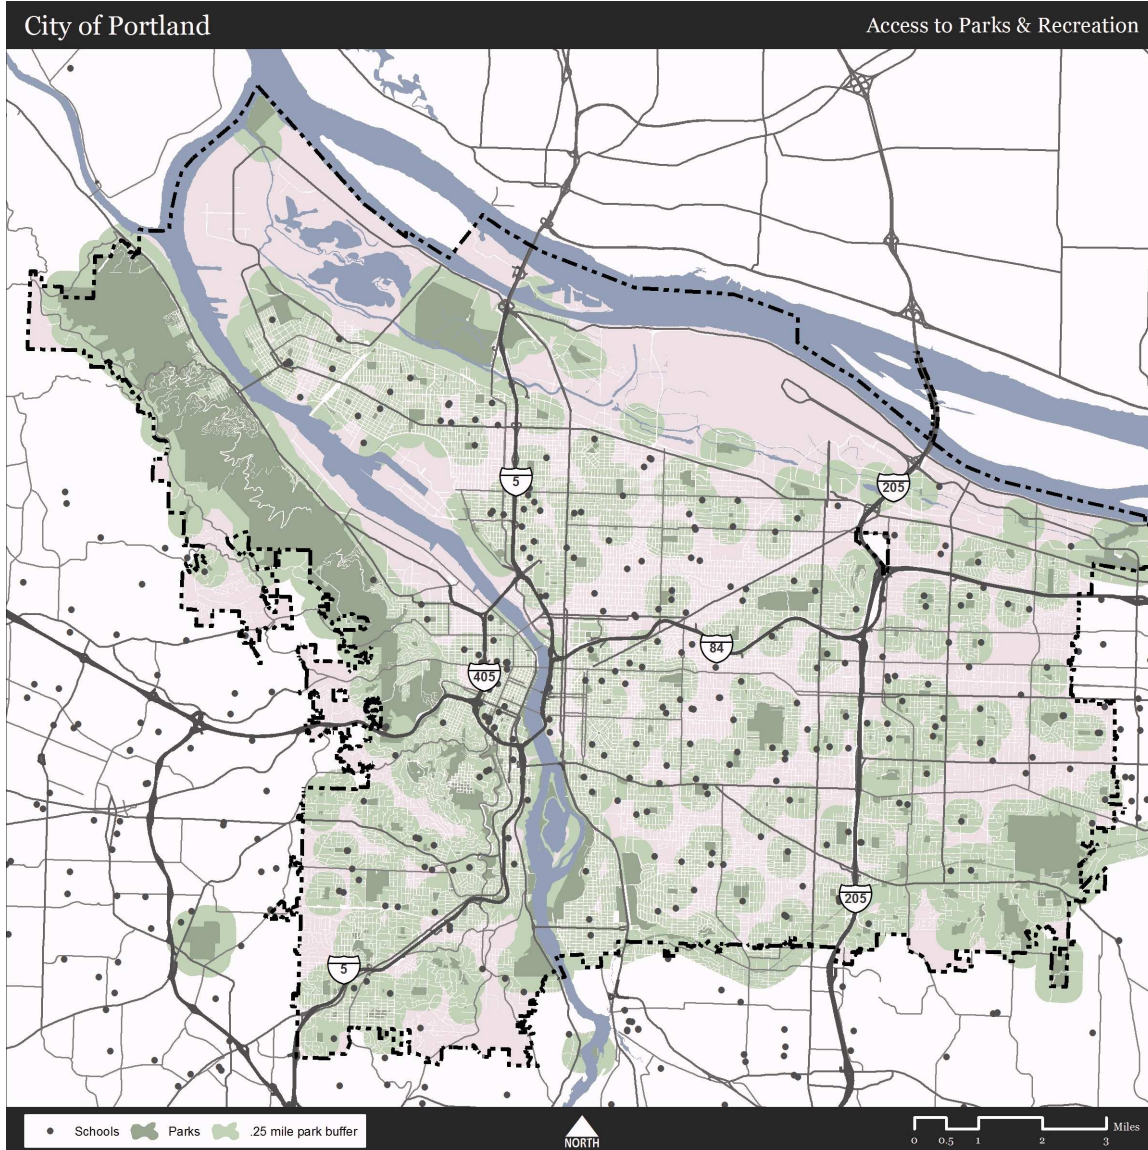 City of Portland
Access to Parks & Recreation
5
205
84
405
205
5
Schools Parks .25 mile park buffer
NORTH
Miles
0 0.5 1 2 3